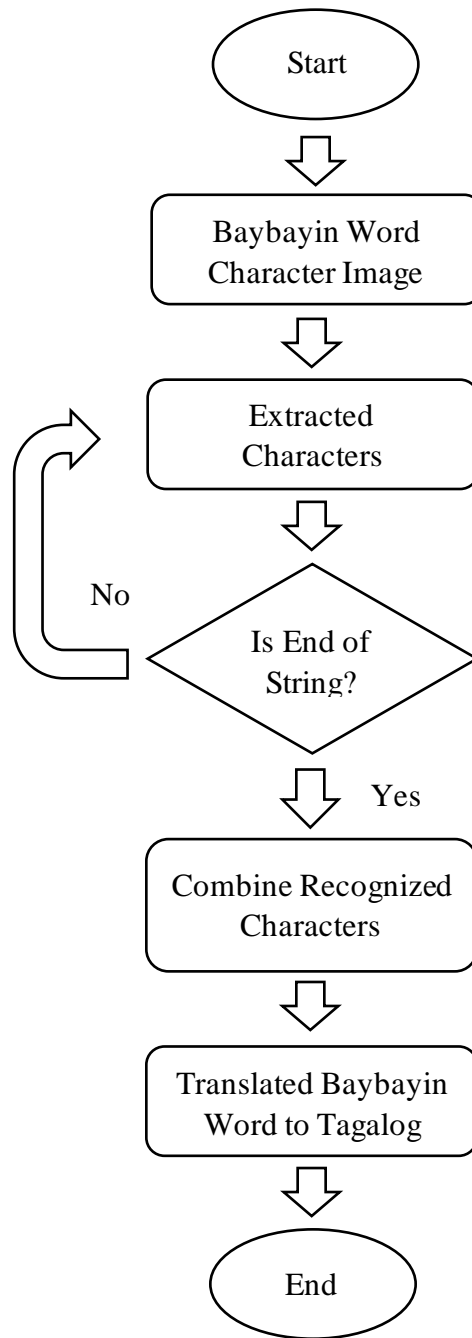 Start
Baybayin Word
Character Image
Extracted
Characters
No
Is End of
String?
Yes
Combine Recognized
Characters
Translated Baybayin
Word to Tagalog
End